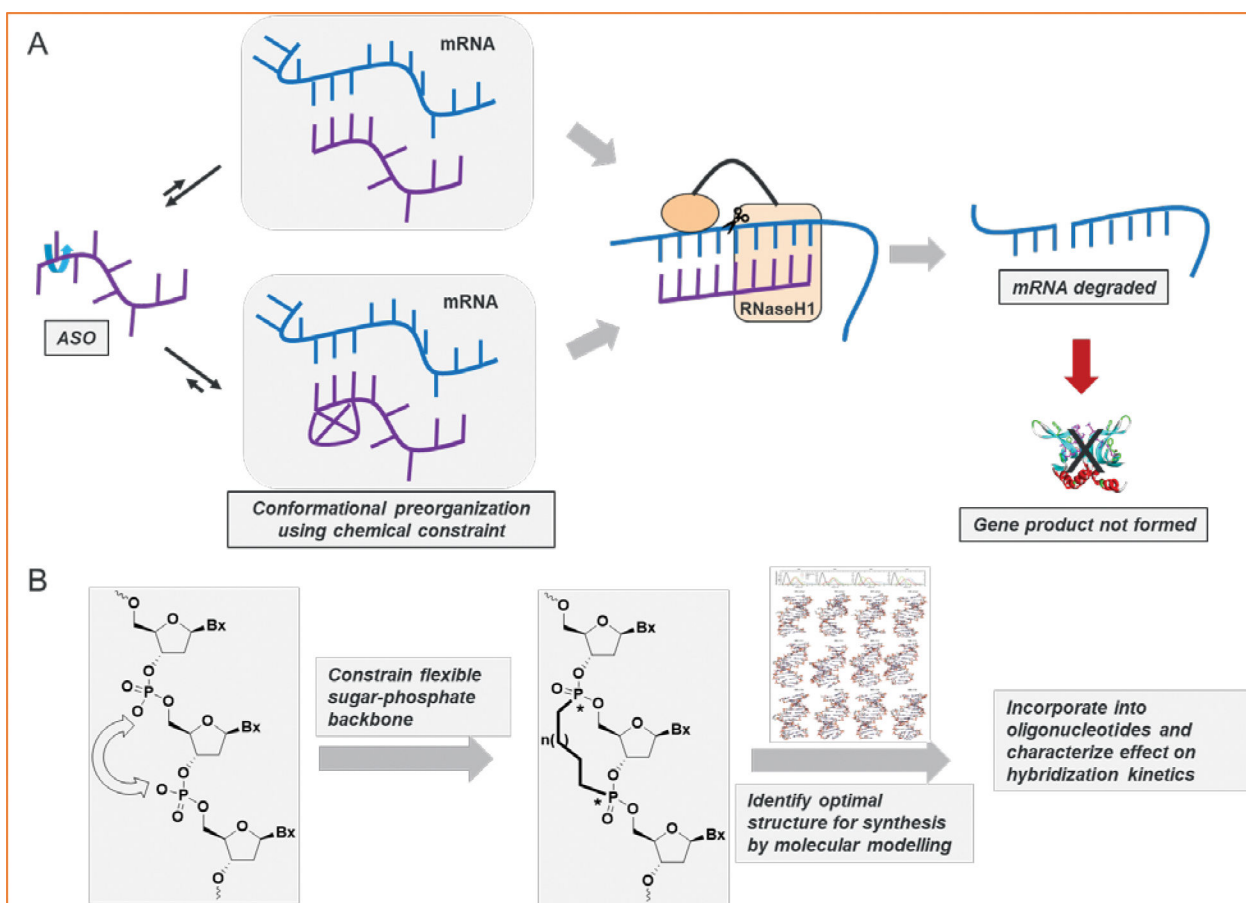 A
mRNA
ASO
mRNA
Conformational preorganization
using chemical constraint
RNaseH1
mRNA degraded
X
Gene product not formed
B
O
O
Bx
O
O
P
O
O
O
Bx
O
O
P
O
O
O
Bx
O
Constrain flexible
sugar-phosphate
backbone
O
O
Bx
O
O
P
*
O
O
Bx
n( )
O
P
*
O
O
O
Bx
O
Identify optimal
structure for synthesis
by molecular modelling
Incorporate into
oligonucleotides and
characterize effect on
hybridization kinetics